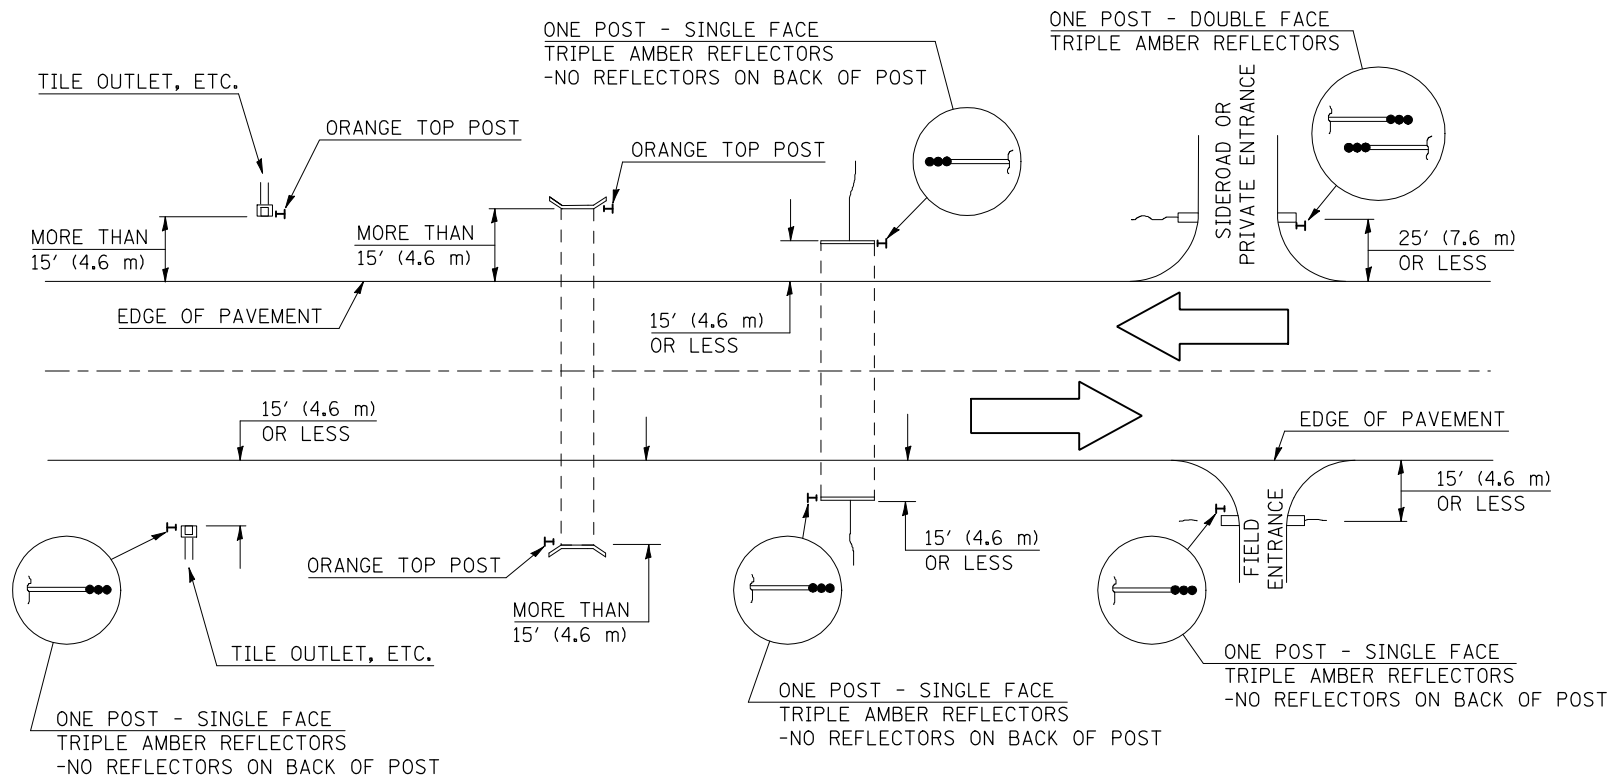 ONE POST - SINGLE FACE
TRIPLE AMBER REFLECTORS
-NO REFLECTORS ON BACK OF POST
ONE POST - DOUBLE FACE
TRIPLE AMBER REFLECTORS
TILE OUTLET, ETC.
ORANGE TOP POST
ORANGE TOP POST
SIDEROAD OR
PRIVATE ENTRANCE
MORE THAN
15' (4.6 m)
MORE THAN
15' (4.6 m)
25' (7.6 m)
OR LESS
EDGE OF PAVEMENT
15' (4.6 m)
OR LESS
15' (4.6 m)
OR LESS
EDGE OF PAVEMENT
15' (4.6 m)
OR LESS
FIELD
ENTRANCE
15' (4.6 m)
OR LESS
ORANGE TOP POST
MORE THAN
15' (4.6 m)
TILE OUTLET, ETC.
ONE POST - SINGLE FACE
TRIPLE AMBER REFLECTORS
-NO REFLECTORS ON BACK OF POST
ONE POST - SINGLE FACE
TRIPLE AMBER REFLECTORS
-NO REFLECTORS ON BACK OF POST
ONE POST - SINGLE FACE
TRIPLE AMBER REFLECTORS
-NO REFLECTORS ON BACK OF POST